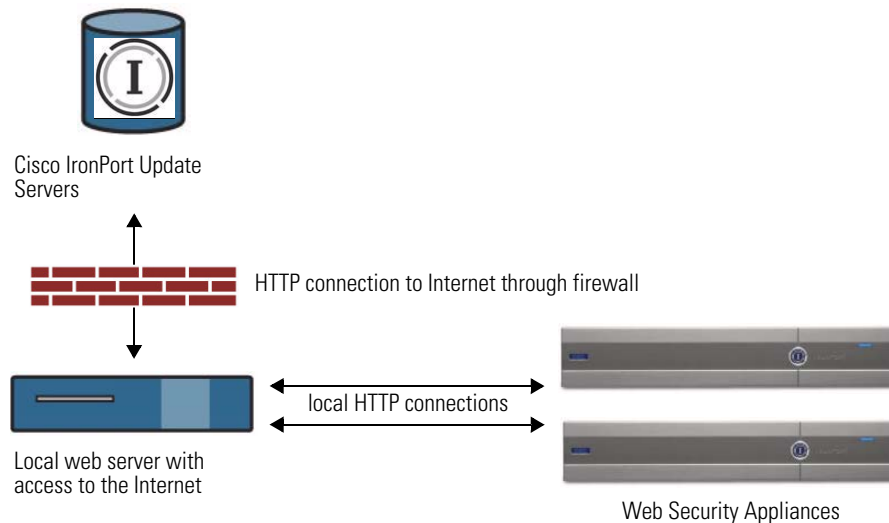 I
Cisco IronPort Update
Servers
HTTP connection to Internet through firewall
local HTTP connections
Local web server with
access to the Internet
Web Security Appliances